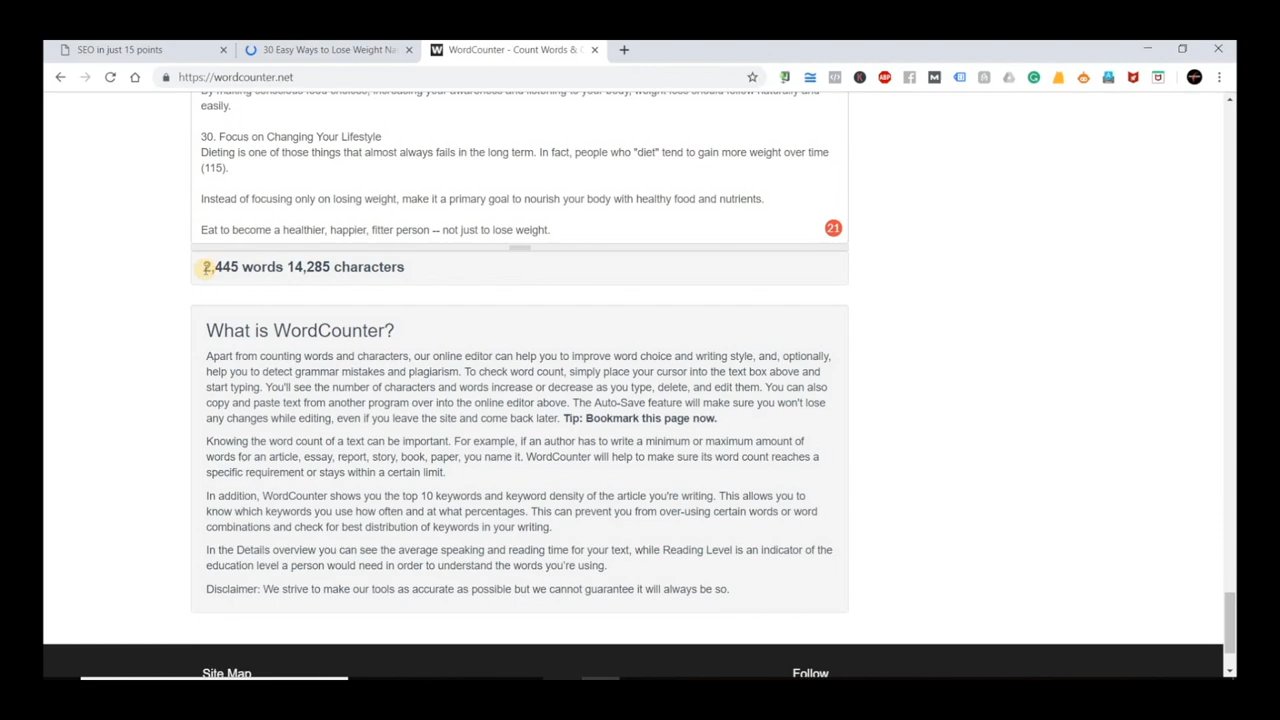 SEO in just 15 points
30 Easy Ways to Lose Weight Na
WordCounter - Count Words &
https://wordcounter.net
By making conscious food choices, increasing your awareness and listening to your body, weight loss should follow naturally and
easily.
30. Focus on Changing Your Lifestyle
Dieting is one of those things that almost always fails in the long term. In fact, people who "diet" tend to gain more weight over time
(115).
Instead of focusing only on losing weight, make it a primary goal to nourish your body with healthy food and nutrients.
Eat to become a healthier, happier, fitter person -- not just to lose weight.
21
2,445 words 14,285 characters
What is WordCounter?
Apart from counting words and characters, our online editor can help you to improve word choice and writing style, and, optionally,
help you to detect grammar mistakes and plagiarism. To check word count, simply place your cursor into the text box above and
start typing. You'll see the number of characters and words increase or decrease as you type, delete, and edit them. You can also
copy and paste text from another program over into the online editor above. The Auto-Save feature will make sure you won't lose
any changes while editing, even if you leave the site and come back later. Tip: Bookmark this page now.
Knowing the word count of a text can be important. For example, if an author has to write a minimum or maximum amount of
words for an article, essay, report, story, book, paper, you name it. WordCounter will help to make sure its word count reaches a
specific requirement or stays within a certain limit.
In addition, WordCounter shows you the top 10 keywords and keyword density of the article you're writing. This allows you to
know which keywords you use how often and at what percentages. This can prevent you from over-using certain words or word
combinations and check for best distribution of keywords in your writing.
In the Details overview you can see the average speaking and reading time for your text, while Reading Level is an indicator of the
education level a person would need in order to understand the words you're using.
Disclaimer: We strive to make our tools as accurate as possible but we cannot guarantee it will always be so.
Site Map
Follow